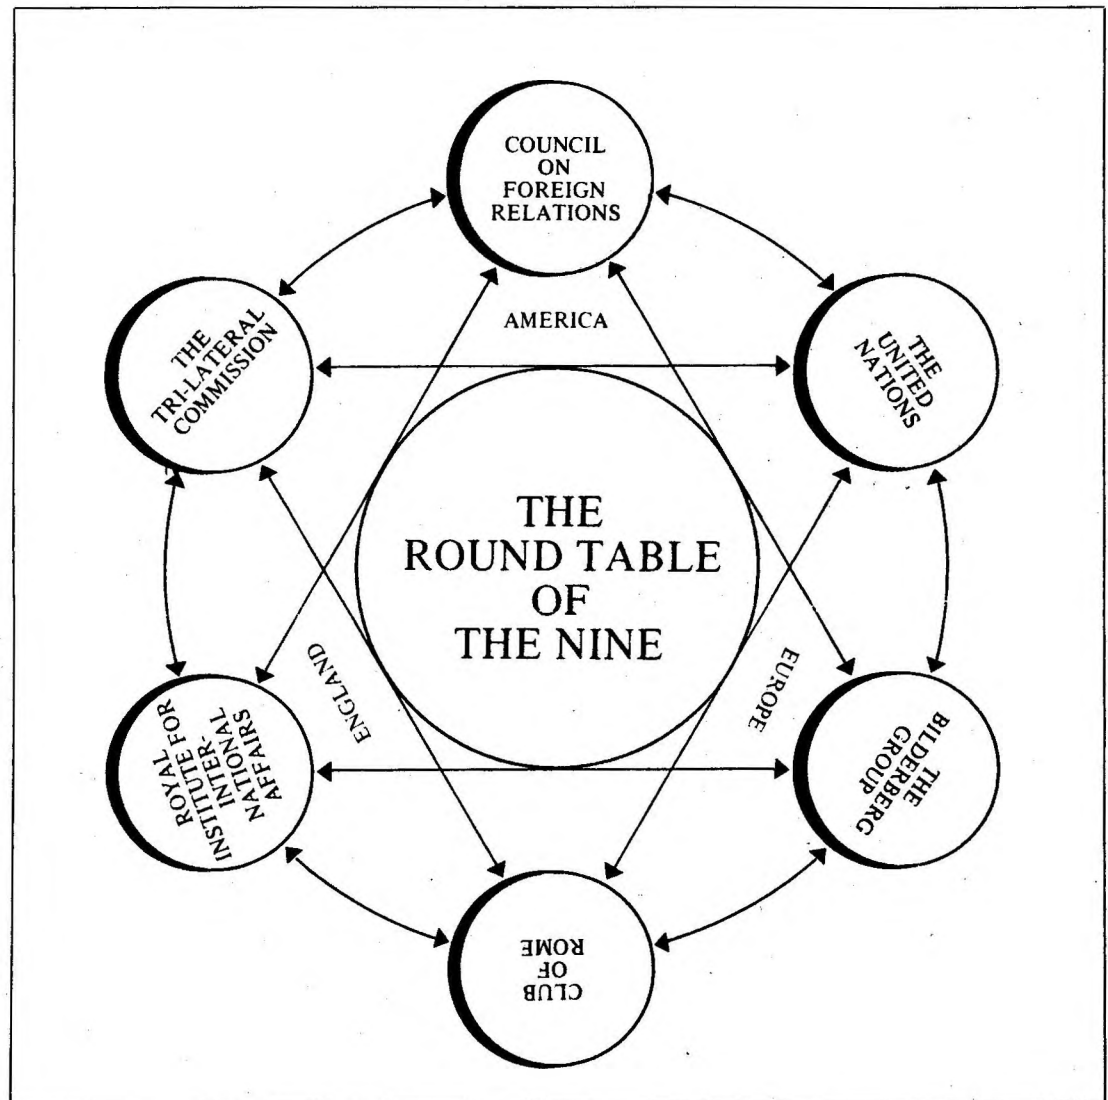 COUNCIL
ON
FOREIGN
RELATIONS
AMERICA
THE
TRI-LATERAL
COMMISSION
THE
UNITED
NATIONS
THE
ROUND TABLE
OF
THE NINE
ENGLAND
EUROPE
ROYAL
INSTITUTE FOR
INTER-
NATIONAL
AFFAIRS
THE
BILDERBERG
GROUP
CLUB
OF
ROME